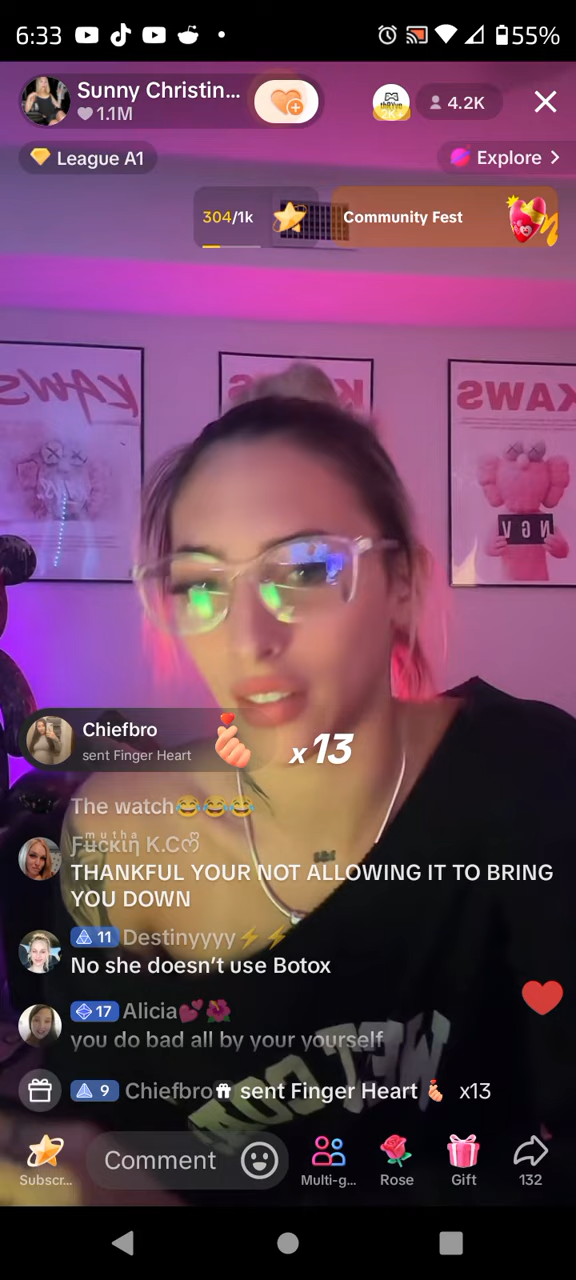 6:33
55%
Sunny Christin...
1.1M
4.2K
League A1
Explore >
304/1k
Community Fest
KAWS
KAWS
Chiefbro
sent Finger Heart
x13
The watch😂😂😂
K.C
THANKFUL YOUR NOT ALLOWING IT TO BRING
YOU DOWN
11 Destinyyyy⚡⚡
No she doesn't use Botox
17 Alicia💕🌺
you do bad all by your yourself
9 Chiefbro sent Finger Heart x13
Comment
Subscr...
Multi-g...
Rose
Gift
132